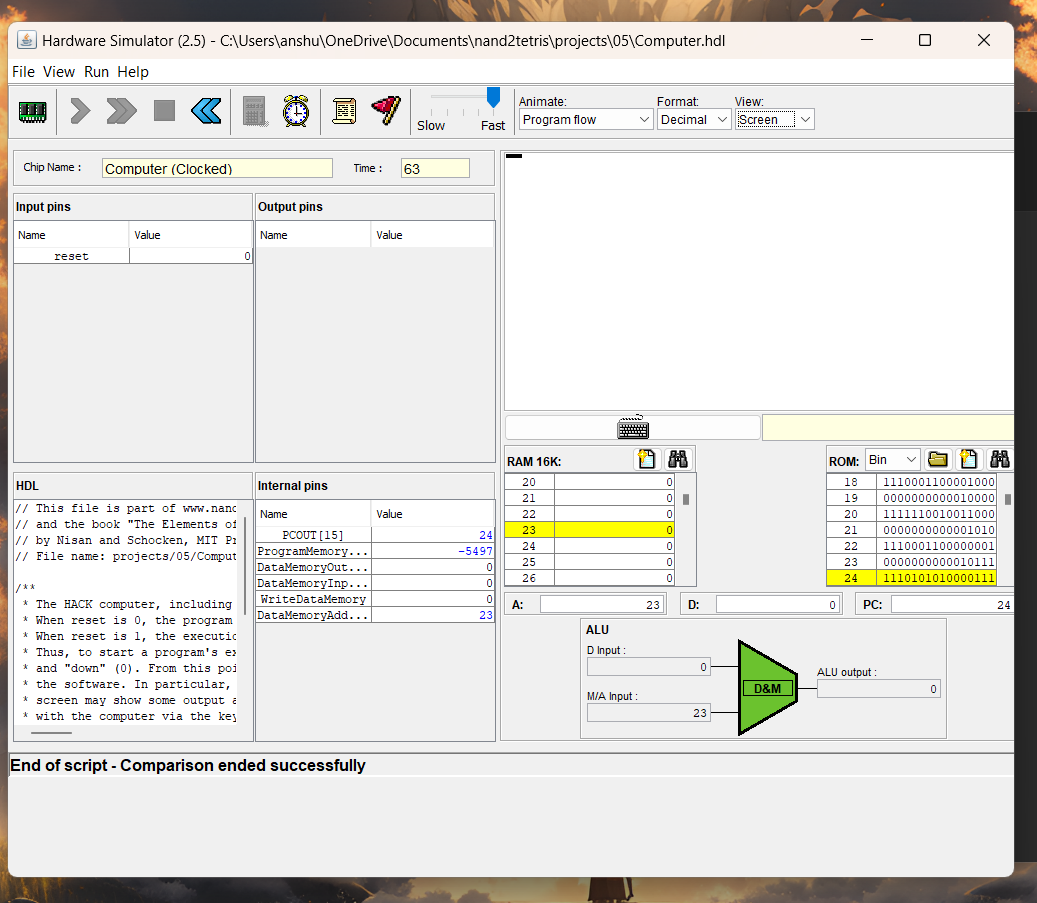 Hardware Simulator (2.5) - C:\Users\anshu\OneDrive\Documents\nand2tetris\projects\05\Computer.hdl
File View Run Help
Slow Fast
Animate: Format: View:
Program flow Decimal Screen
Chip Name : Computer (Clocked) Time : 63
Input pins
Name Value
reset 0
Output pins
Name Value
HDL
// This file is part of www.nand
// and the book "The Elements of
// by Nisan and Schocken, MIT Pr
// File name: projects/05/Comput
/**
* The HACK computer, including
* When reset is 0, the program
* When reset is 1, the executio
* Thus, to start a program's ex
* and "down" (0). From this poi
* the software. In particular,
* screen may show some output a
* with the computer via the key
Internal pins
Name Value
PCOUT[15] 24
ProgramMemory... -5497
DataMemoryOut... 0
DataMemoryInp... 0
WriteDataMemory 0
DataMemoryAdd... 23
RAM 16K:
20 0
21 0
22 0
23 0
24 0
25 0
26 0
ROM: Bin
18 1110001100001000
19 0000000000010000
20 1111110010011000
21 0000000000001010
22 1110001100000001
23 0000000000010111
24 1110101010000111
A: 23 D: 0 PC: 24
ALU
D Input :
0
M/A Input :
23
D&M
ALU output :
0
End of script - Comparison ended successfully